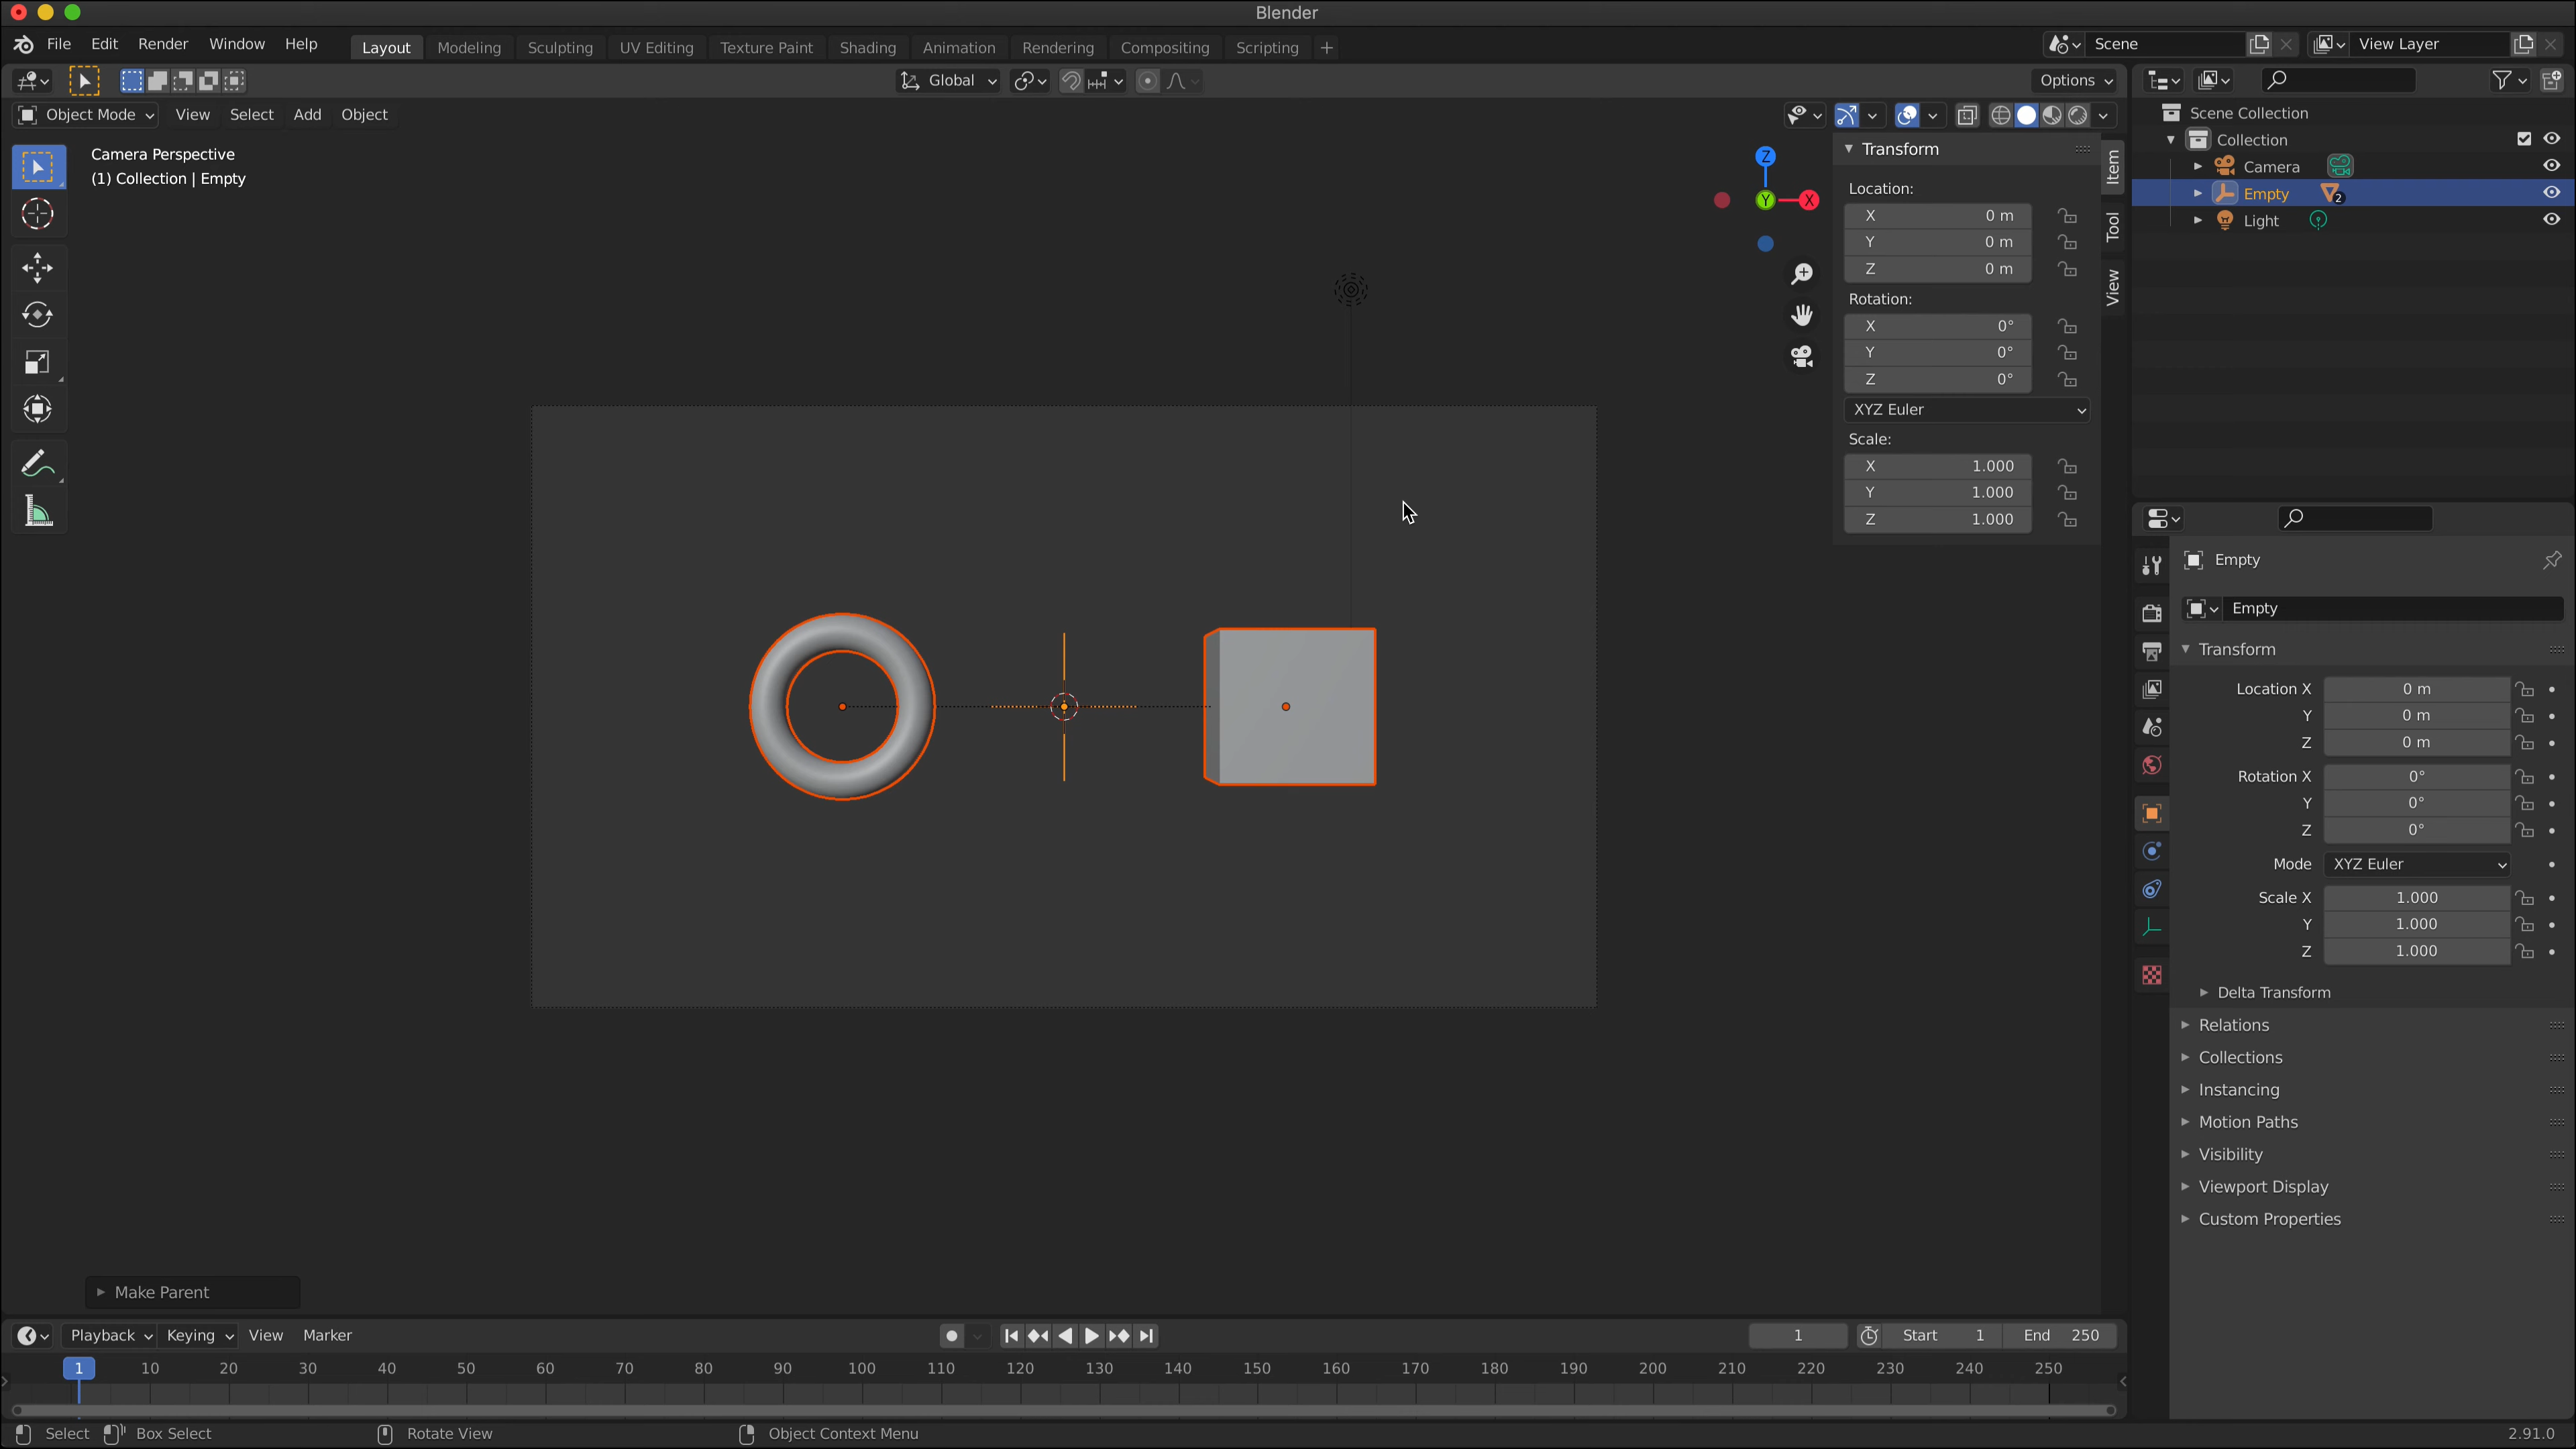 Blender
File Edit Render Window Help Layout Modeling Sculpting UV Editing Texture Paint Shading Animation Rendering Compositing Scripting + Scene View Layer
Global Options
Object Mode View Select Add Object
Camera Perspective
(1) Collection | Empty
Z
Y
X
Transform
Location:
X 0 m
Y 0 m
Z 0 m
Rotation:
X 0°
Y 0°
Z 0°
XYZ Euler
Scale:
X 1.000
Y 1.000
Z 1.000
Item
Tool
View
Scene Collection
Collection
Camera
Empty 2
Light
Empty
Empty
Transform
Location X 0 m
Y 0 m
Z 0 m
Rotation X 0°
Y 0°
Z 0°
Mode XYZ Euler
Scale X 1.000
Y 1.000
Z 1.000
Delta Transform
Relations
Collections
Instancing
Motion Paths
Visibility
Viewport Display
Custom Properties
Make Parent
Playback Keying View Marker 1 Start 1 End 250
1 10 20 30 40 50 60 70 80 90 100 110 120 130 140 150 160 170 180 190 200 210 220 230 240 250
Select Box Select Rotate View Object Context Menu 2.91.0